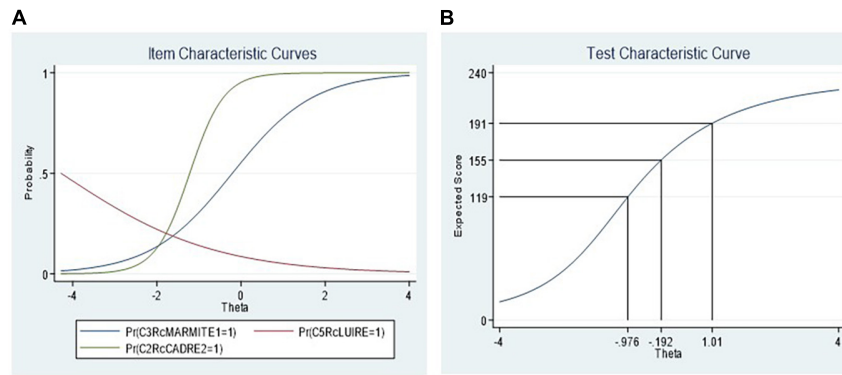 A
Item Characteristic Curves
Probability
1
.5
0
-4
-2
0
2
4
Theta
Pr(C3RcMARMITE1=1)
Pr(C5RcLUIRE=1)
Pr(C2RcCADRE2=1)
B
Test Characteristic Curve
Expected Score
240
191
155
119
0
-4
-.976
-.192
1.01
4
Theta